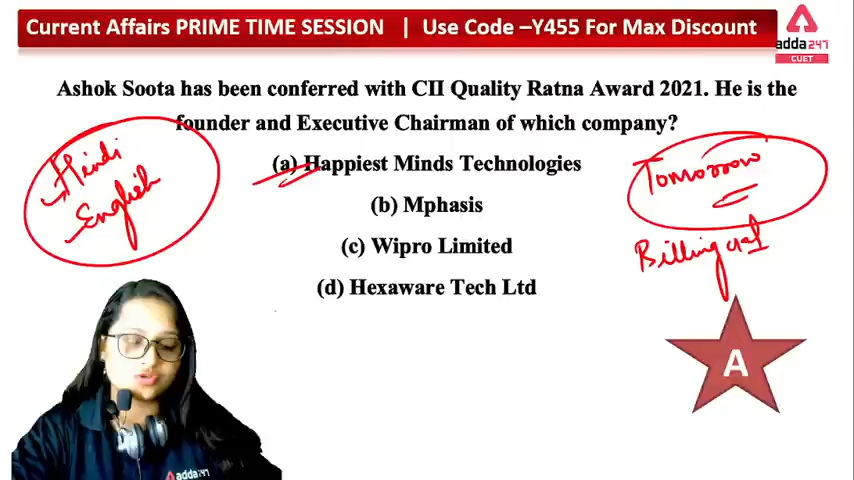 Current Affairs PRIME TIME SESSION | Use Code –Y455 For Max Discount
adda247
CUET
Ashok Soota has been conferred with CII Quality Ratna Award 2021. He is the
founder and Executive Chairman of which company?
(a) Happiest Minds Technologies
(b) Mphasis
(c) Wipro Limited
(d) Hexaware Tech Ltd
Hindi
English
Tomorrow
Billingual
A
adda247